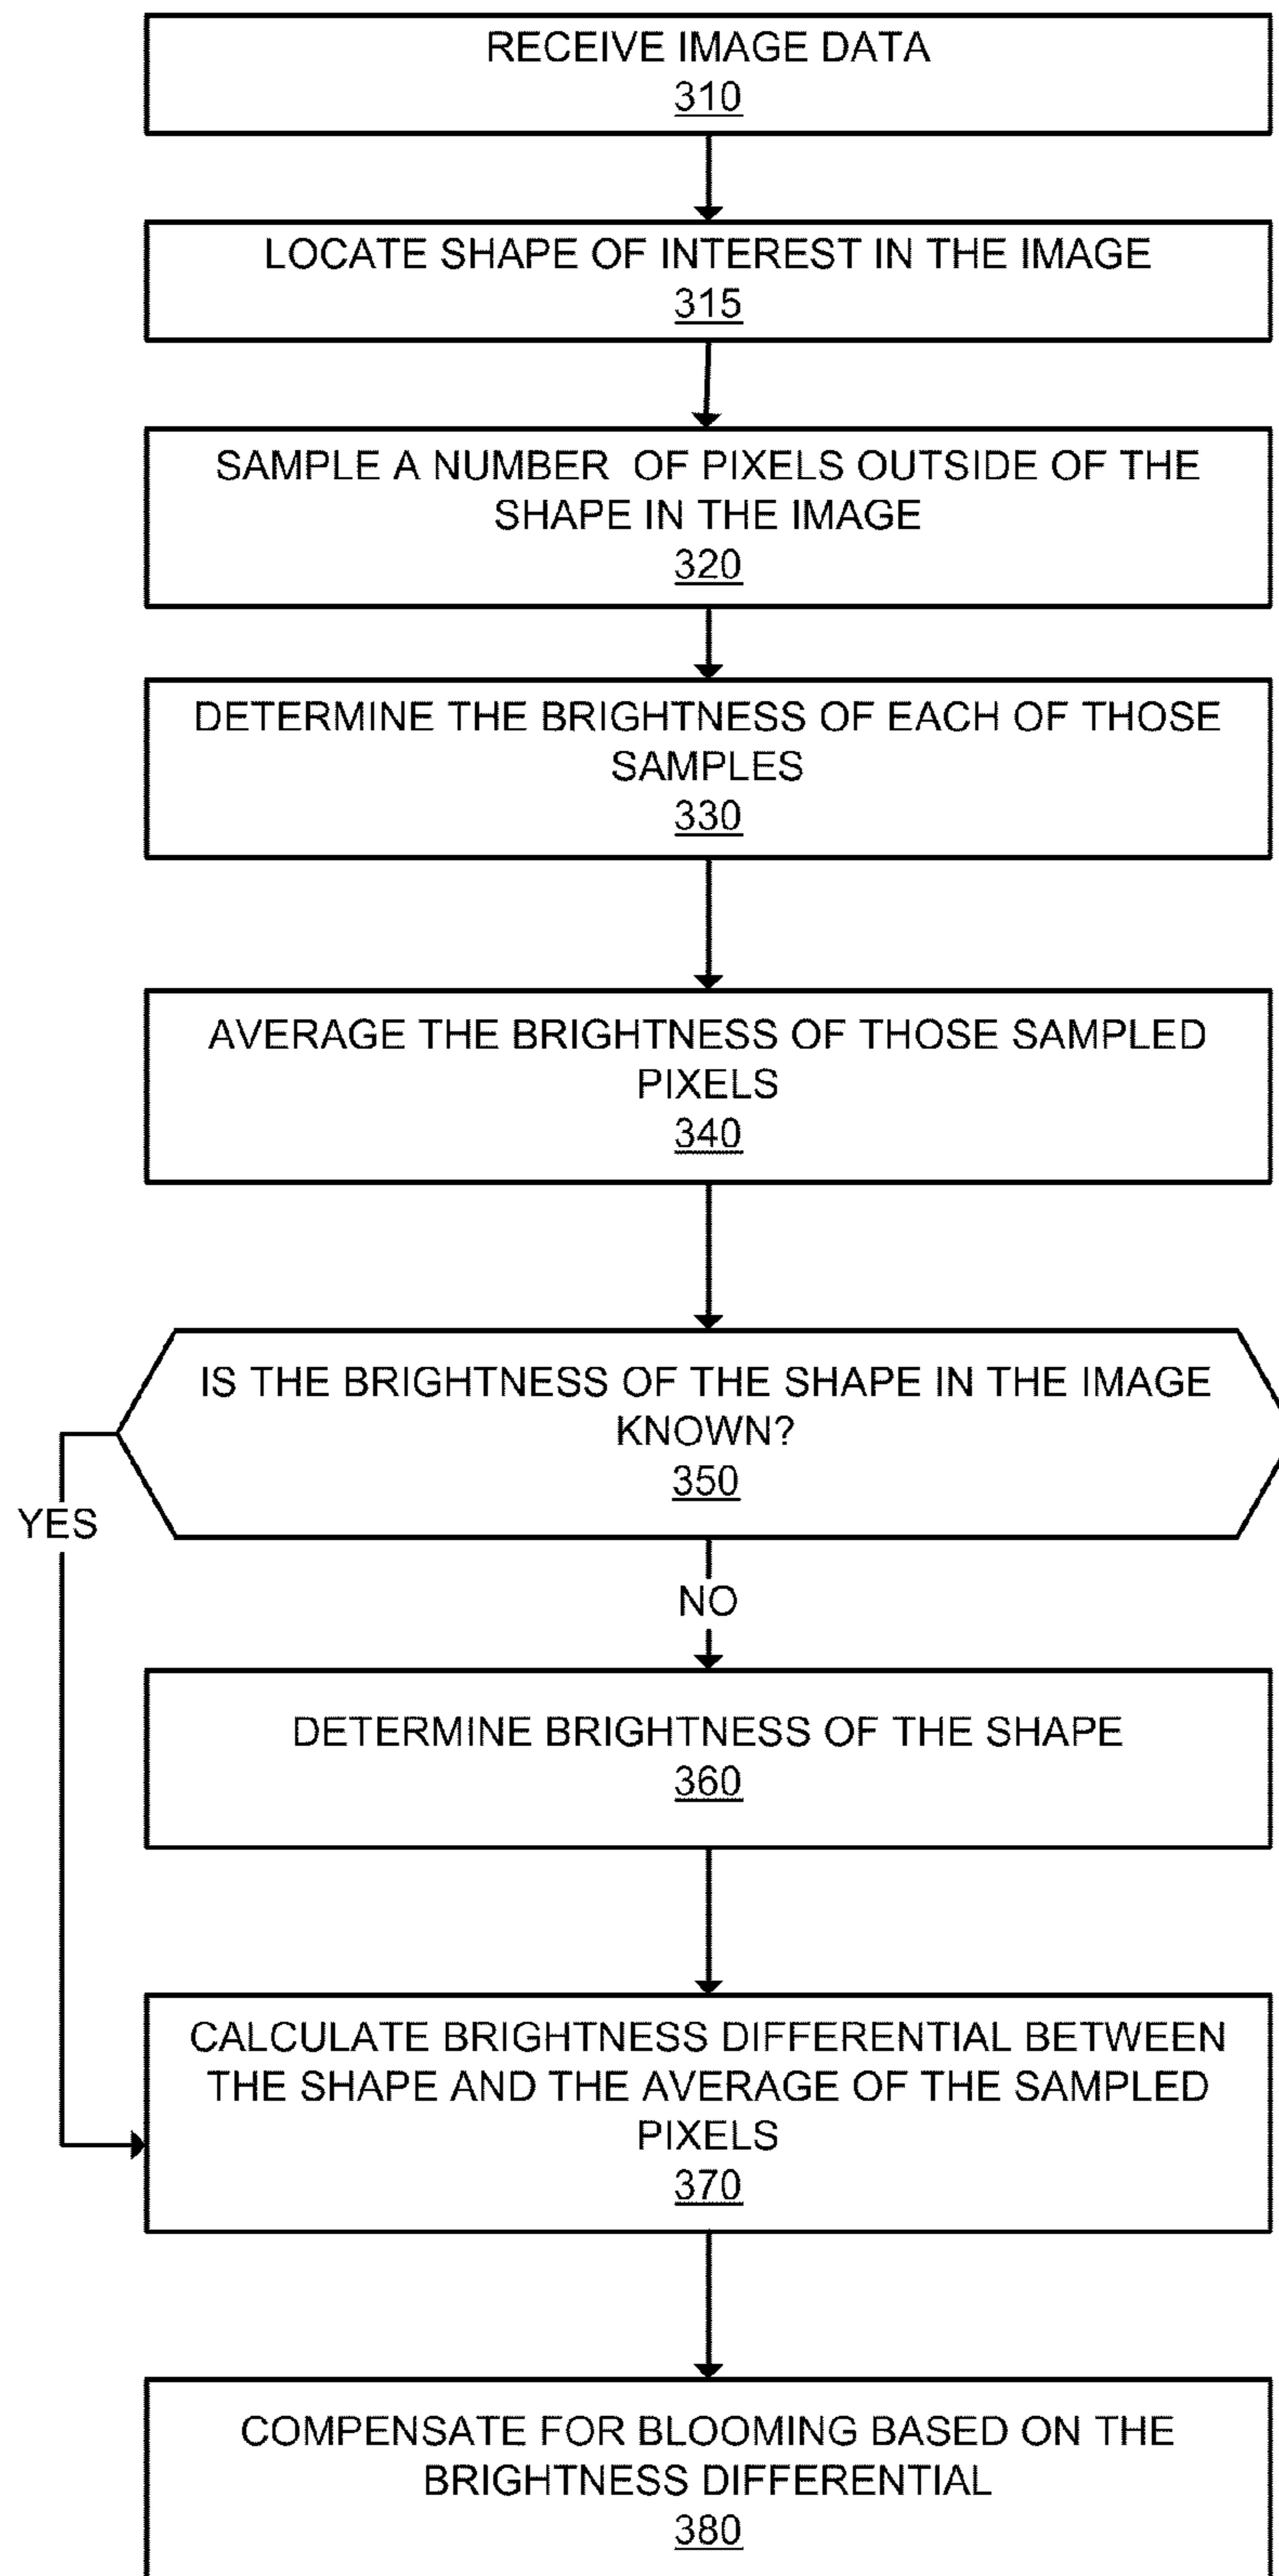 RECEIVE IMAGE DATA
310
LOCATE SHAPE OF INTEREST IN THE IMAGE
315
SAMPLE A NUMBER OF PIXELS OUTSIDE OF THE
SHAPE IN THE IMAGE
320
DETERMINE THE BRIGHTNESS OF EACH OF THOSE
SAMPLES
330
AVERAGE THE BRIGHTNESS OF THOSE SAMPLED
PIXELS
340
IS THE BRIGHTNESS OF THE SHAPE IN THE IMAGE
KNOWN?
350
YES
NO
DETERMINE BRIGHTNESS OF THE SHAPE
360
CALCULATE BRIGHTNESS DIFFERENTIAL BETWEEN
THE SHAPE AND THE AVERAGE OF THE SAMPLED
PIXELS
370
COMPENSATE FOR BLOOMING BASED ON THE
BRIGHTNESS DIFFERENTIAL
380